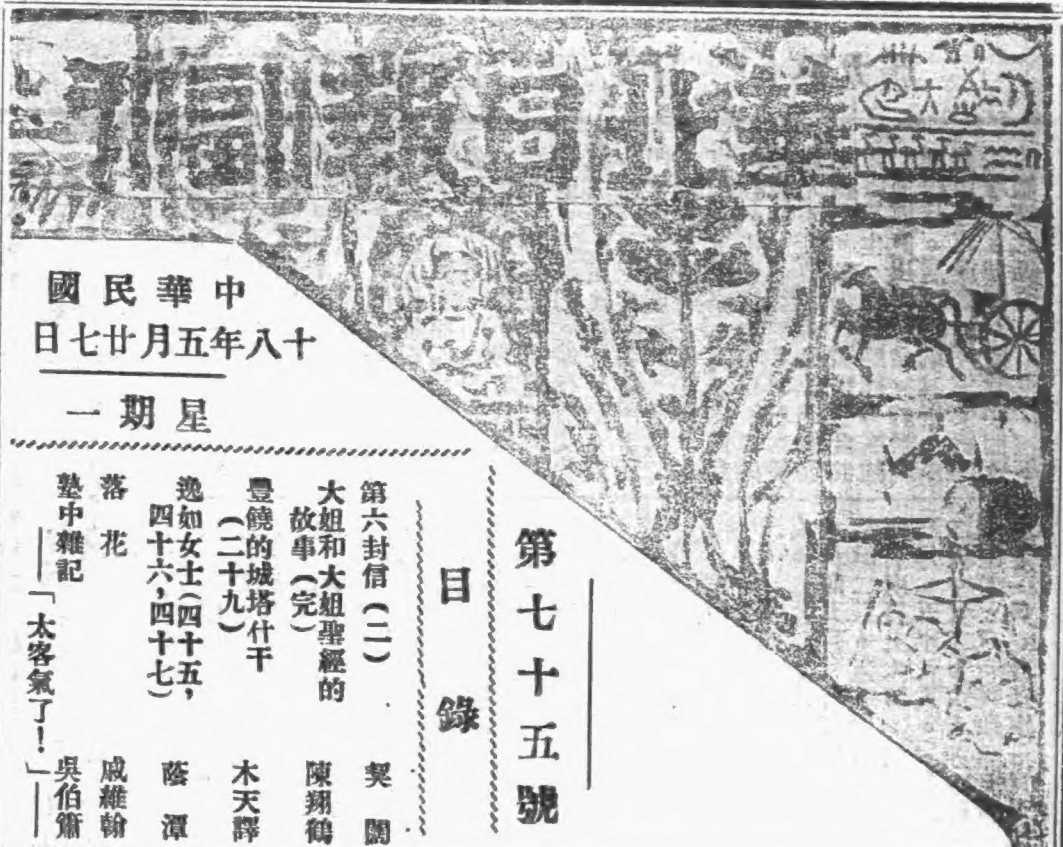 中華民國
十八年五月廿七日
星期一
第七十五號
目錄
第六封信(二) 契闊
大姐和大姐聖經的
故事(完) 陳翔鶴
豐饒的城塔什干
(二十九) 木天譯
逸如女士(四十五,
四十六,四十七) 蔭潭
落花 戚維翰
塾中雜記
——「太客氣了!」—— 吳伯簫